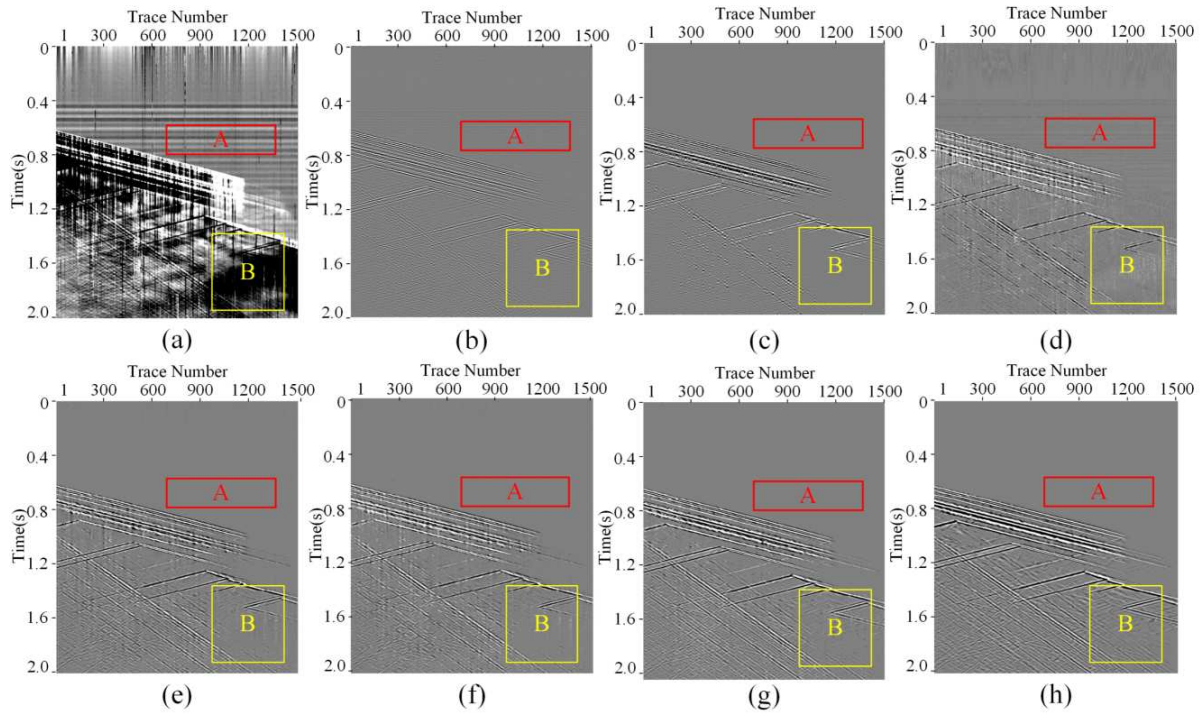 Trace Number Trace Number Trace Number Trace Number
1 300 600 900 1200 1500 1 300 600 900 1200 1500 1 300 600 900 1200 1500 1 300 600 900 1200 1500
0 0 0 0
0.4 0.4 0.4 0.4
A A A A
0.8 0.8 0.8 0.8
Time(s) Time(s) Time(s) Time(s)
1.2 1.2 1.2 1.2
B B B B
1.6 1.6 1.6 1.6
2.0 2.0 2.0 2.0
(a) (b) (c) (d)
Trace Number Trace Number Trace Number Trace Number
1 300 600 900 1200 1500 1 300 600 900 1200 1500 1 300 600 900 1200 1500 1 300 600 900 1200 1500
0 0 0 0
0.4 0.4 0.4 0.4
A A A A
0.8 0.8 0.8 0.8
Time(s) Time(s) Time(s) Time(s)
1.2 1.2 1.2 1.2
B B B B
1.6 1.6 1.6 1.6
2.0 2.0 2.0 2.0
(e) (f) (g) (h)